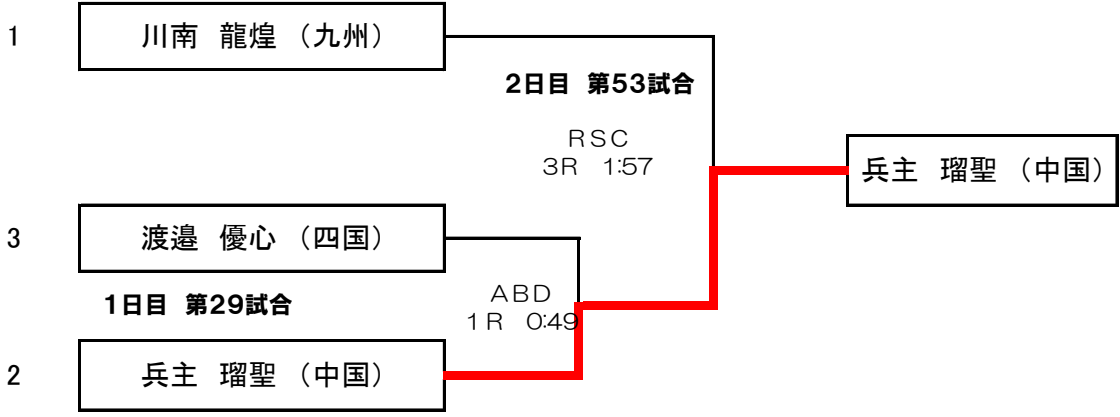 1
川南 龍煌 （九州）
2日目 第53試合
ＲＳＣ
３Ｒ 1:57
兵主 瑠聖 （中国）
3
渡邉 優心 （四国）
1日目 第29試合
ＡＢＤ
１Ｒ 0:49
2
兵主 瑠聖 （中国）